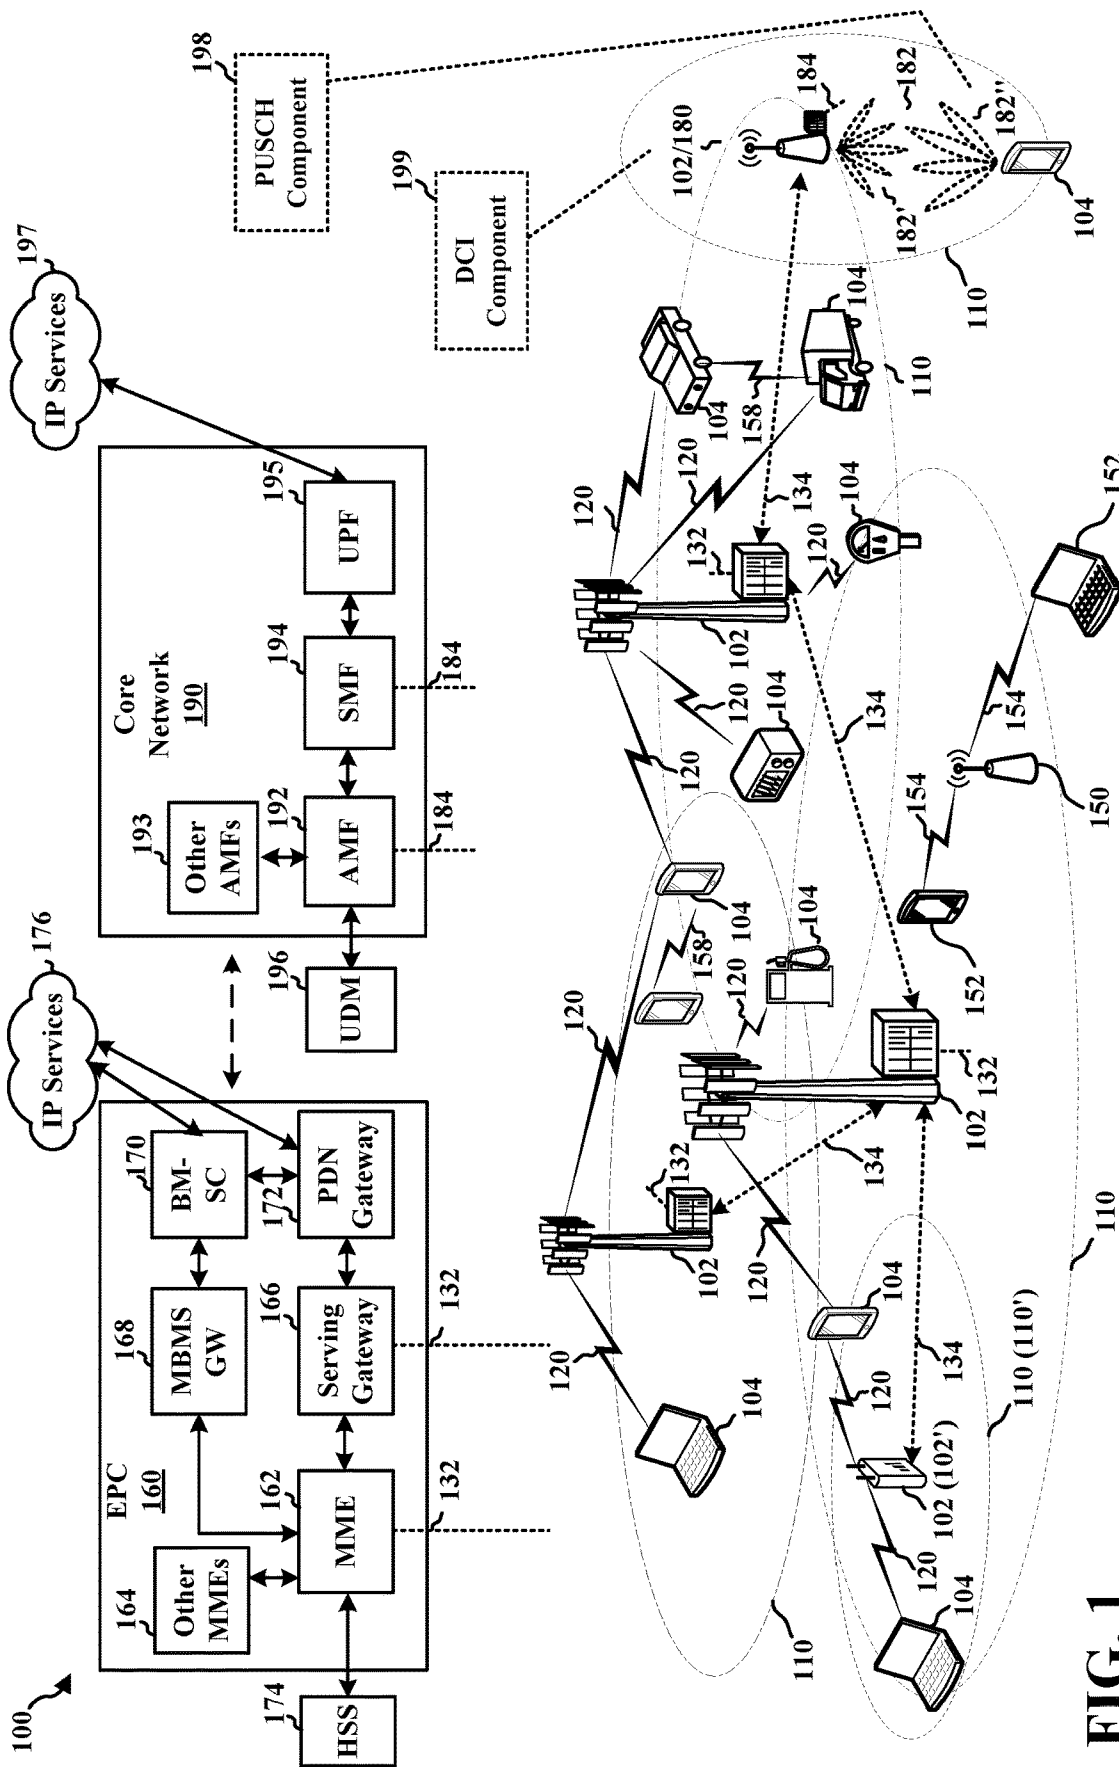 100
176
IP Services
197
IP Services
EPC
160
164
Other
MMEs
168
MBMS
GW
170
BM-
SC
Core
Network
190
193
Other
AMFs
198
PUSCH
Component
174
HSS
162
MME
166
Serving
Gateway
172
PDN
Gateway
196
UDM
192
AMF
194
SMF
195
UPF
199
DCI
Component
132
132
184
184
120
120
120
120
120
132
102
104
104
158
120
104
120
104
158
104
110
132
102
134
102/180
184
182
182'
182''
104
110
110
120
134
120
104
132
102
134
120
104
104
120
120
102 (102')
104
134
110 (110')
110
152
154
154
150
152
FIG. 1